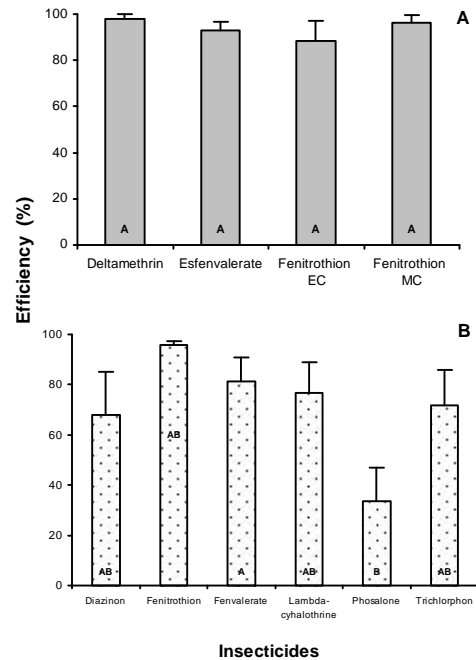 A
100
80
60
40
20
0
A A A A
Deltamethrin Esfenvalerate Fenitrothion EC Fenitrothion MC
Efficiency (%)
B
100
80
60
40
20
0
AB AB A AB B AB
Diazinon Fenitrothion Fenvalerate Lambda-cyhalothrine Phosalone Trichlorphon
Insecticides